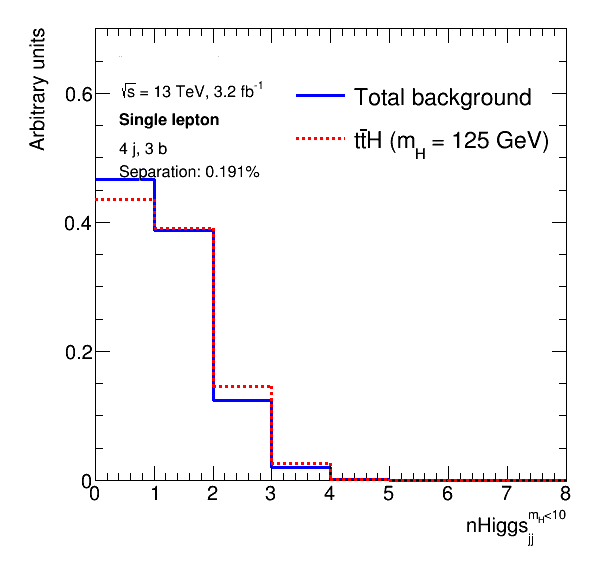 Arbitrary units
√s = 13 TeV, 3.2 fb⁻¹
Single lepton
4 j, 3 b
Separation: 0.191%
Total background
tt̄H (m_H = 125 GeV)
0.6
0.4
0.2
0
0 1 2 3 4 5 6 7 8
nHiggs_jj^m_H<10